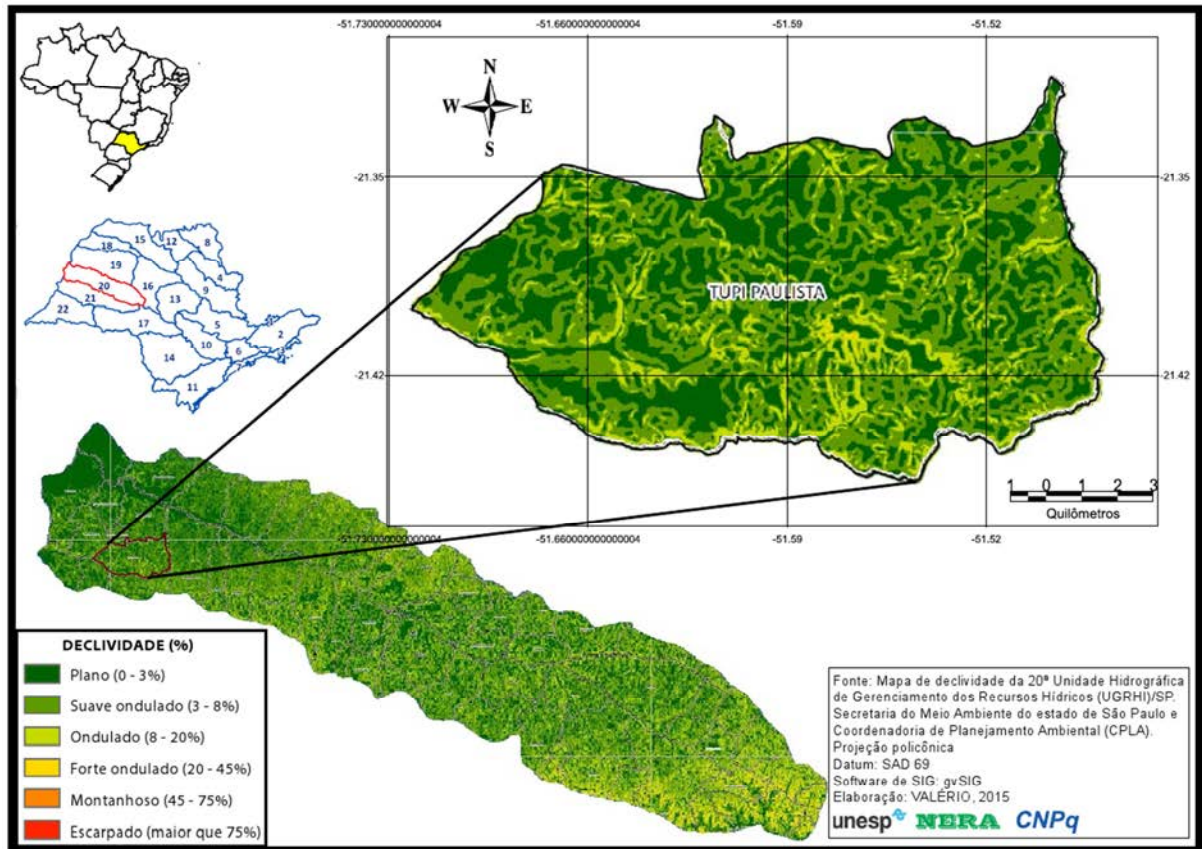 -51.730000000000004
-51.660000000000004
-51.59
-51.52
N
W
E
S
-21.35
-21.35
TUPI PAULISTA
-21.42
-21.42
1 0 1 2 3
Quilômetros
-51.730000000000004
-51.660000000000004
-51.59
-51.52
15
12
8
18
19
4
20
16
9
21
13
22
5
2
17
10
6
14
7
11
DECLIVIDADE (%)
Plano (0 - 3%)
Suave ondulado (3 - 8%)
Ondulado (8 - 20%)
Forte ondulado (20 - 45%)
Montanhoso (45 - 75%)
Escarpado (maior que 75%)
Fonte: Mapa de declividade da 20ª Unidade Hidrográfica
de Gerenciamento dos Recursos Hídricos (UGRHI)/SP.
Secretaria do Meio Ambiente do estado de São Paulo e
Coordenadoria de Planejamento Ambiental (CPLA).
Projeção policônica
Datum: SAD 69
Software de SIG: gvSIG
Elaboração: VALÉRIO, 2015
unesp NERA CNPq